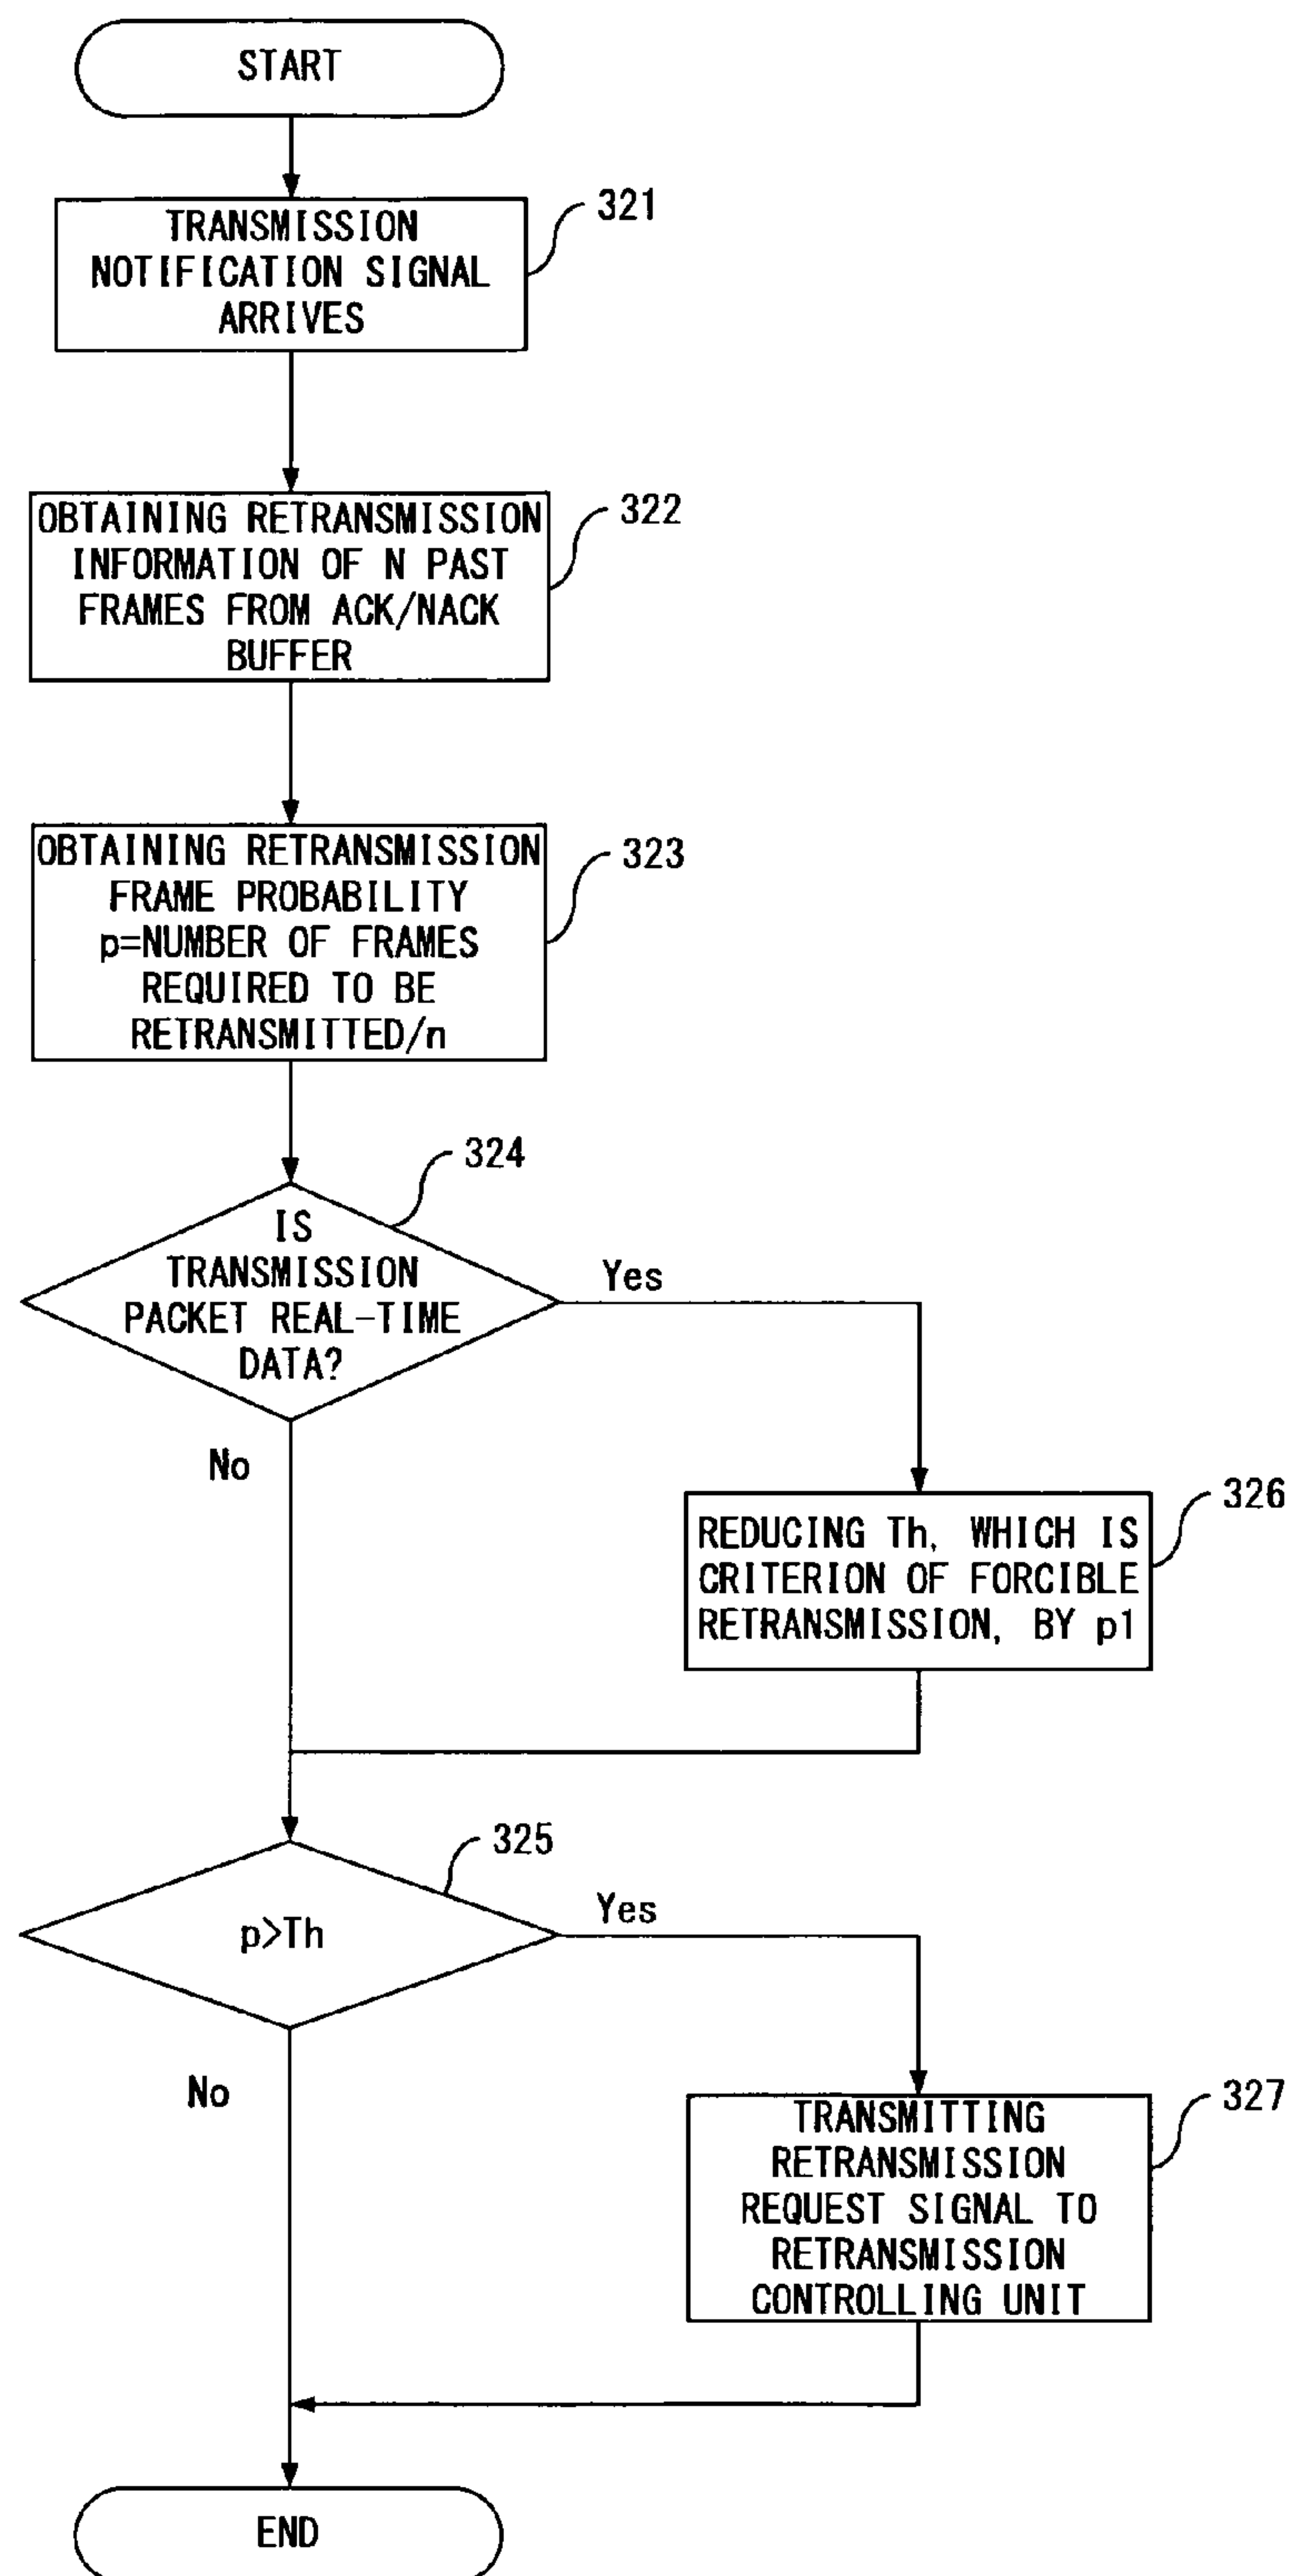 START
321
TRANSMISSION
NOTIFICATION SIGNAL
ARRIVES
322
OBTAINING RETRANSMISSION
INFORMATION OF N PAST
FRAMES FROM ACK/NACK
BUFFER
323
OBTAINING RETRANSMISSION
FRAME PROBABILITY
p=NUMBER OF FRAMES
REQUIRED TO BE
RETRANSMITTED/n
324
IS
TRANSMISSION
PACKET REAL-TIME
DATA?
Yes
No
326
REDUCING Th, WHICH IS
CRITERION OF FORCIBLE
RETRANSMISSION, BY p1
325
p>Th
Yes
No
327
TRANSMITTING
RETRANSMISSION
REQUEST SIGNAL TO
RETRANSMISSION
CONTROLLING UNIT
END